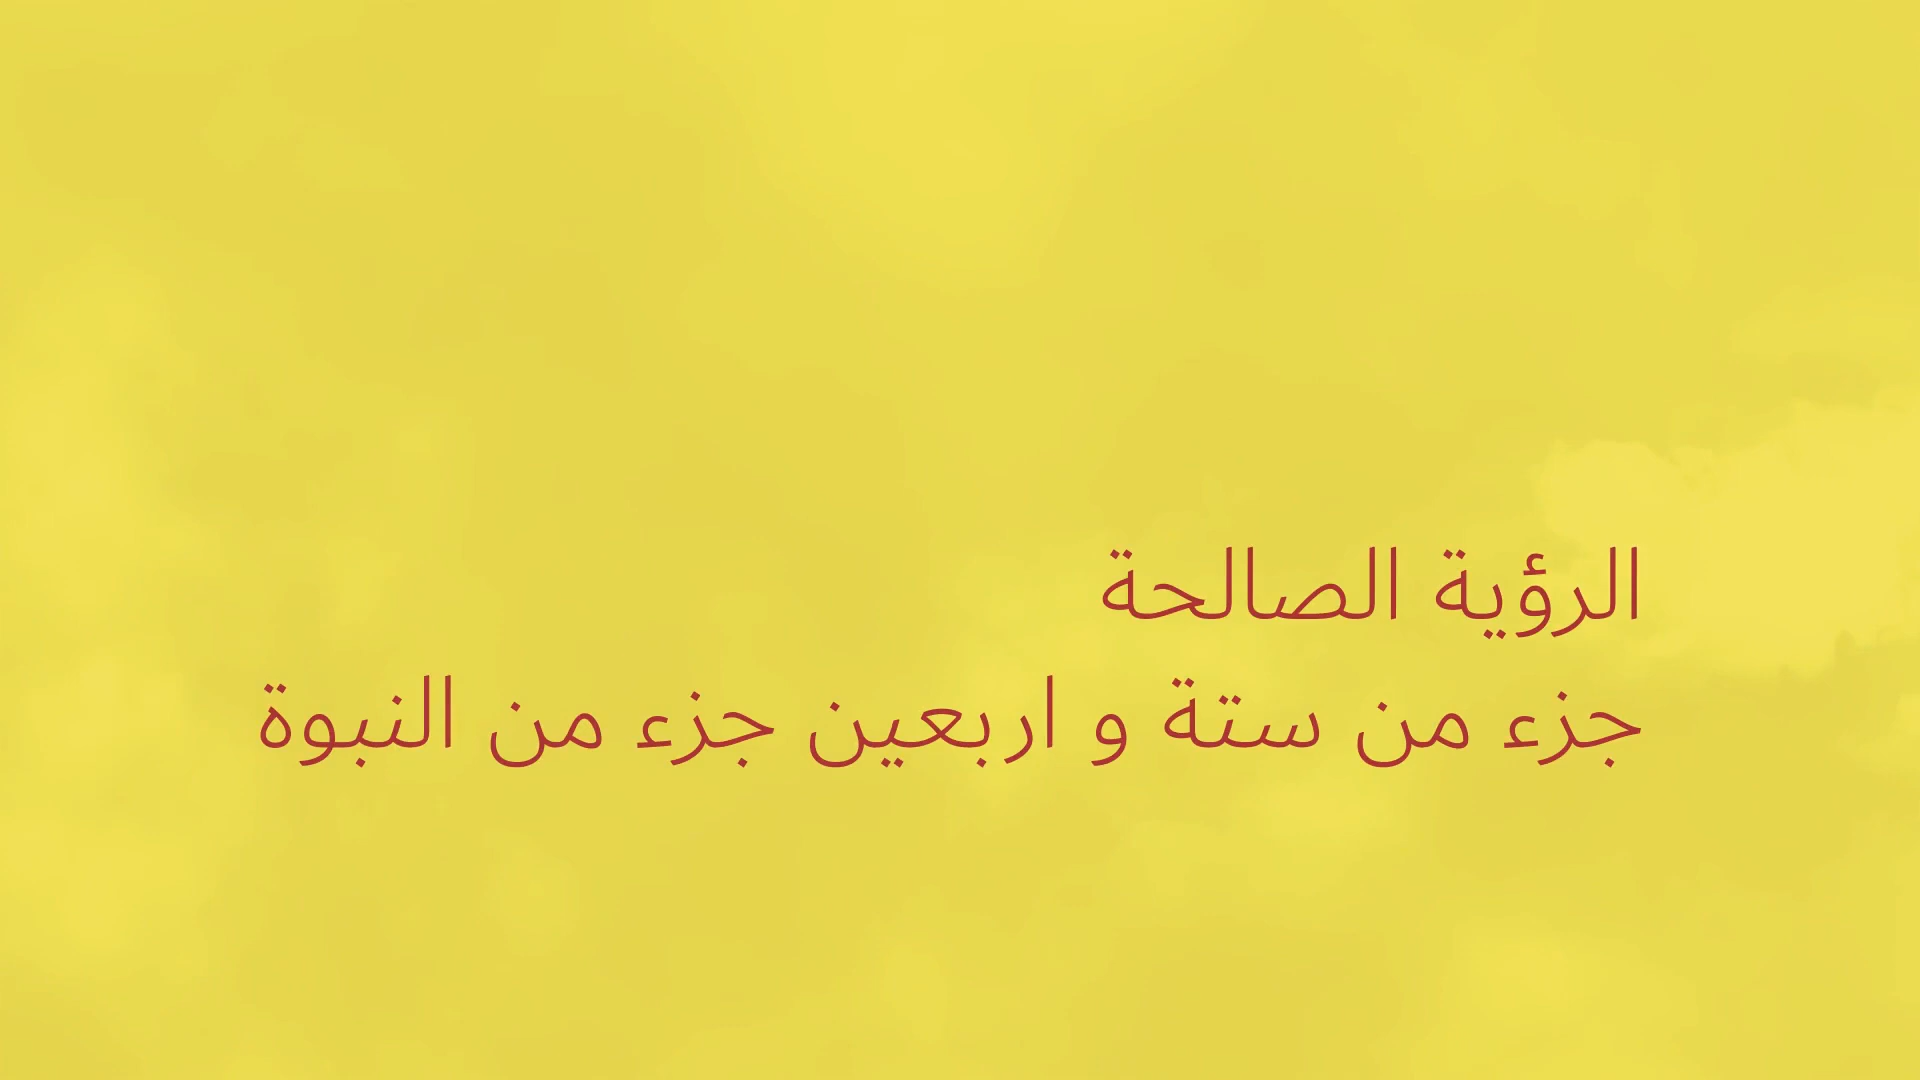 الرؤية الصالحة
جزء من ستة و اربعين جزء من النبوة